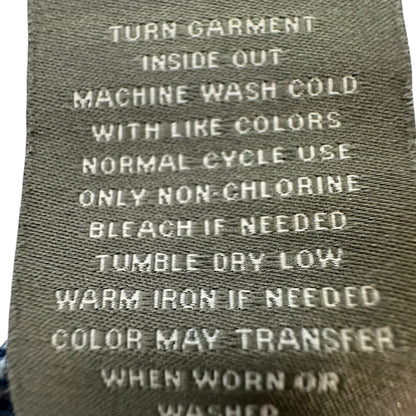 TURN GARMENT
INSIDE OUT
MACHINE WASH COLD
WITH LIKE COLORS
NORMAL CYCLE USE
ONLY NON-CHLORINE
BLEACH IF NEEDED
TUMBLE DRY LOW
WARM IRON IF NEEDED
COLOR MAY TRANSFER
WHEN WORN OR
WASHED